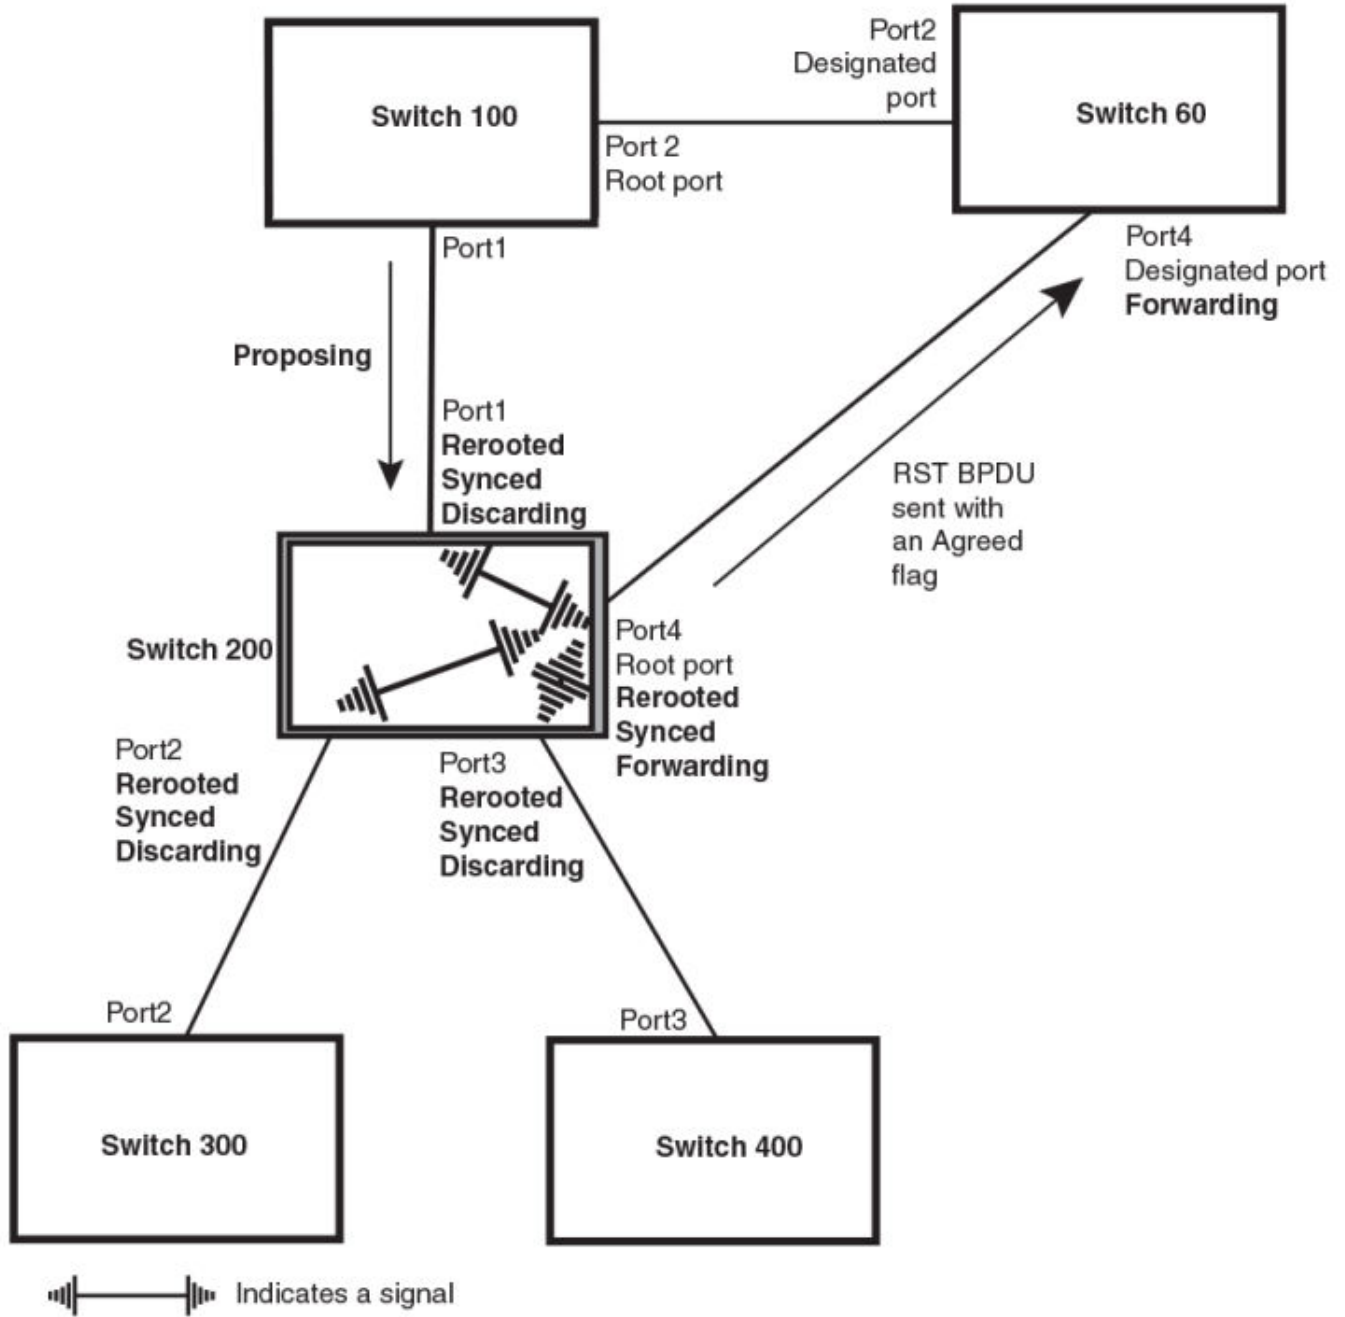 Port2
Designated
port
Switch 100
Switch 60
Port 2
Root port
Port1
Port4
Designated port
Forwarding
Proposing
Port1
Rerooted
Synced
Discarding
RST BPDU
sent with
an Agreed
flag
Switch 200
Port4
Root port
Rerooted
Synced
Forwarding
Port2
Rerooted
Synced
Discarding
Port3
Rerooted
Synced
Discarding
Port2
Port3
Switch 300
Switch 400
Indicates a signal